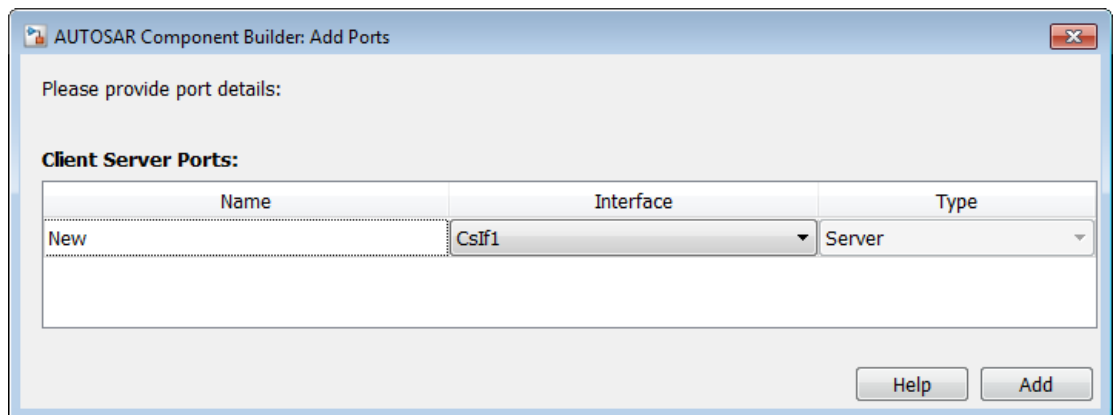 AUTOSAR Component Builder: Add Ports
Please provide port details:
Client Server Ports:
Name Interface Type
New CsIf1 Server
Help Add